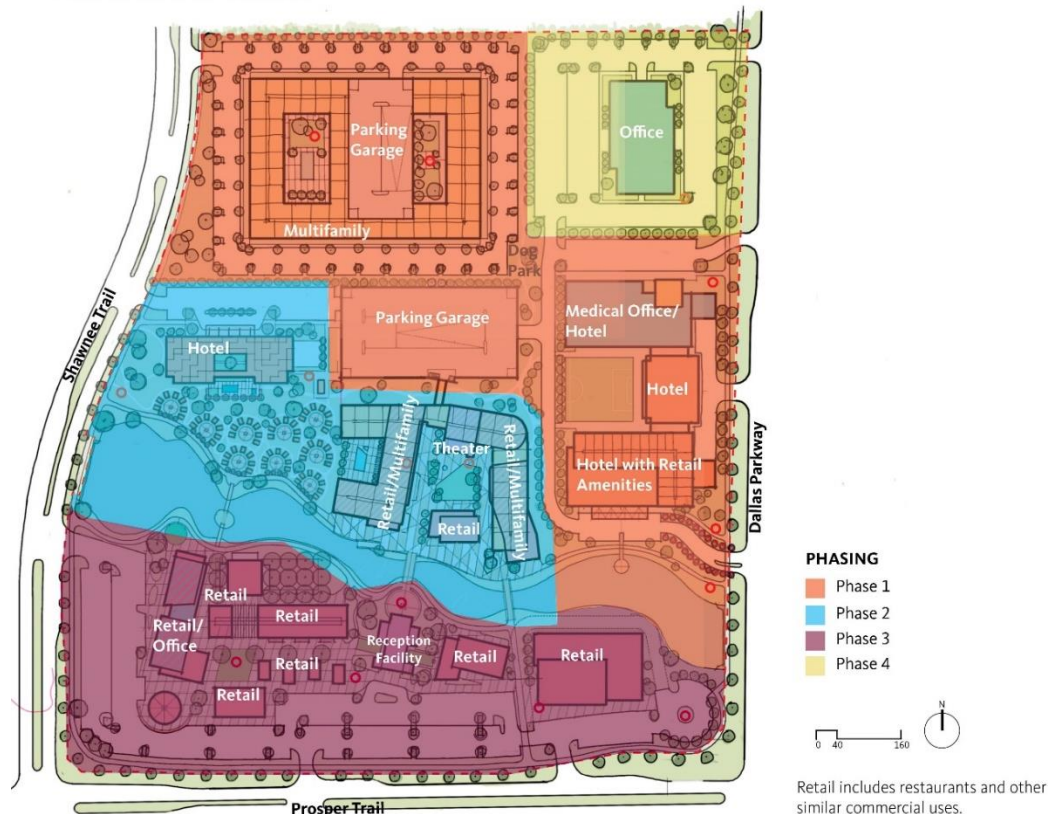 Parking
Garage
Office
Multifamily
Dog
Park
Medical Office/
Hotel
Parking Garage
Hotel
Hotel
Shawnee Trail
Retail/Multifamily
Theater
Retail/Multifamily
Retail
Hotel with Retail
Amenities
Dallas Parkway
Retail
Retail/
Office
Retail
Reception
Facility
Retail
Retail
Retail
Retail
Prosper Trail
PHASING
Phase 1
Phase 2
Phase 3
Phase 4
N
0 40 160
Retail includes restaurants and other
similar commercial uses.